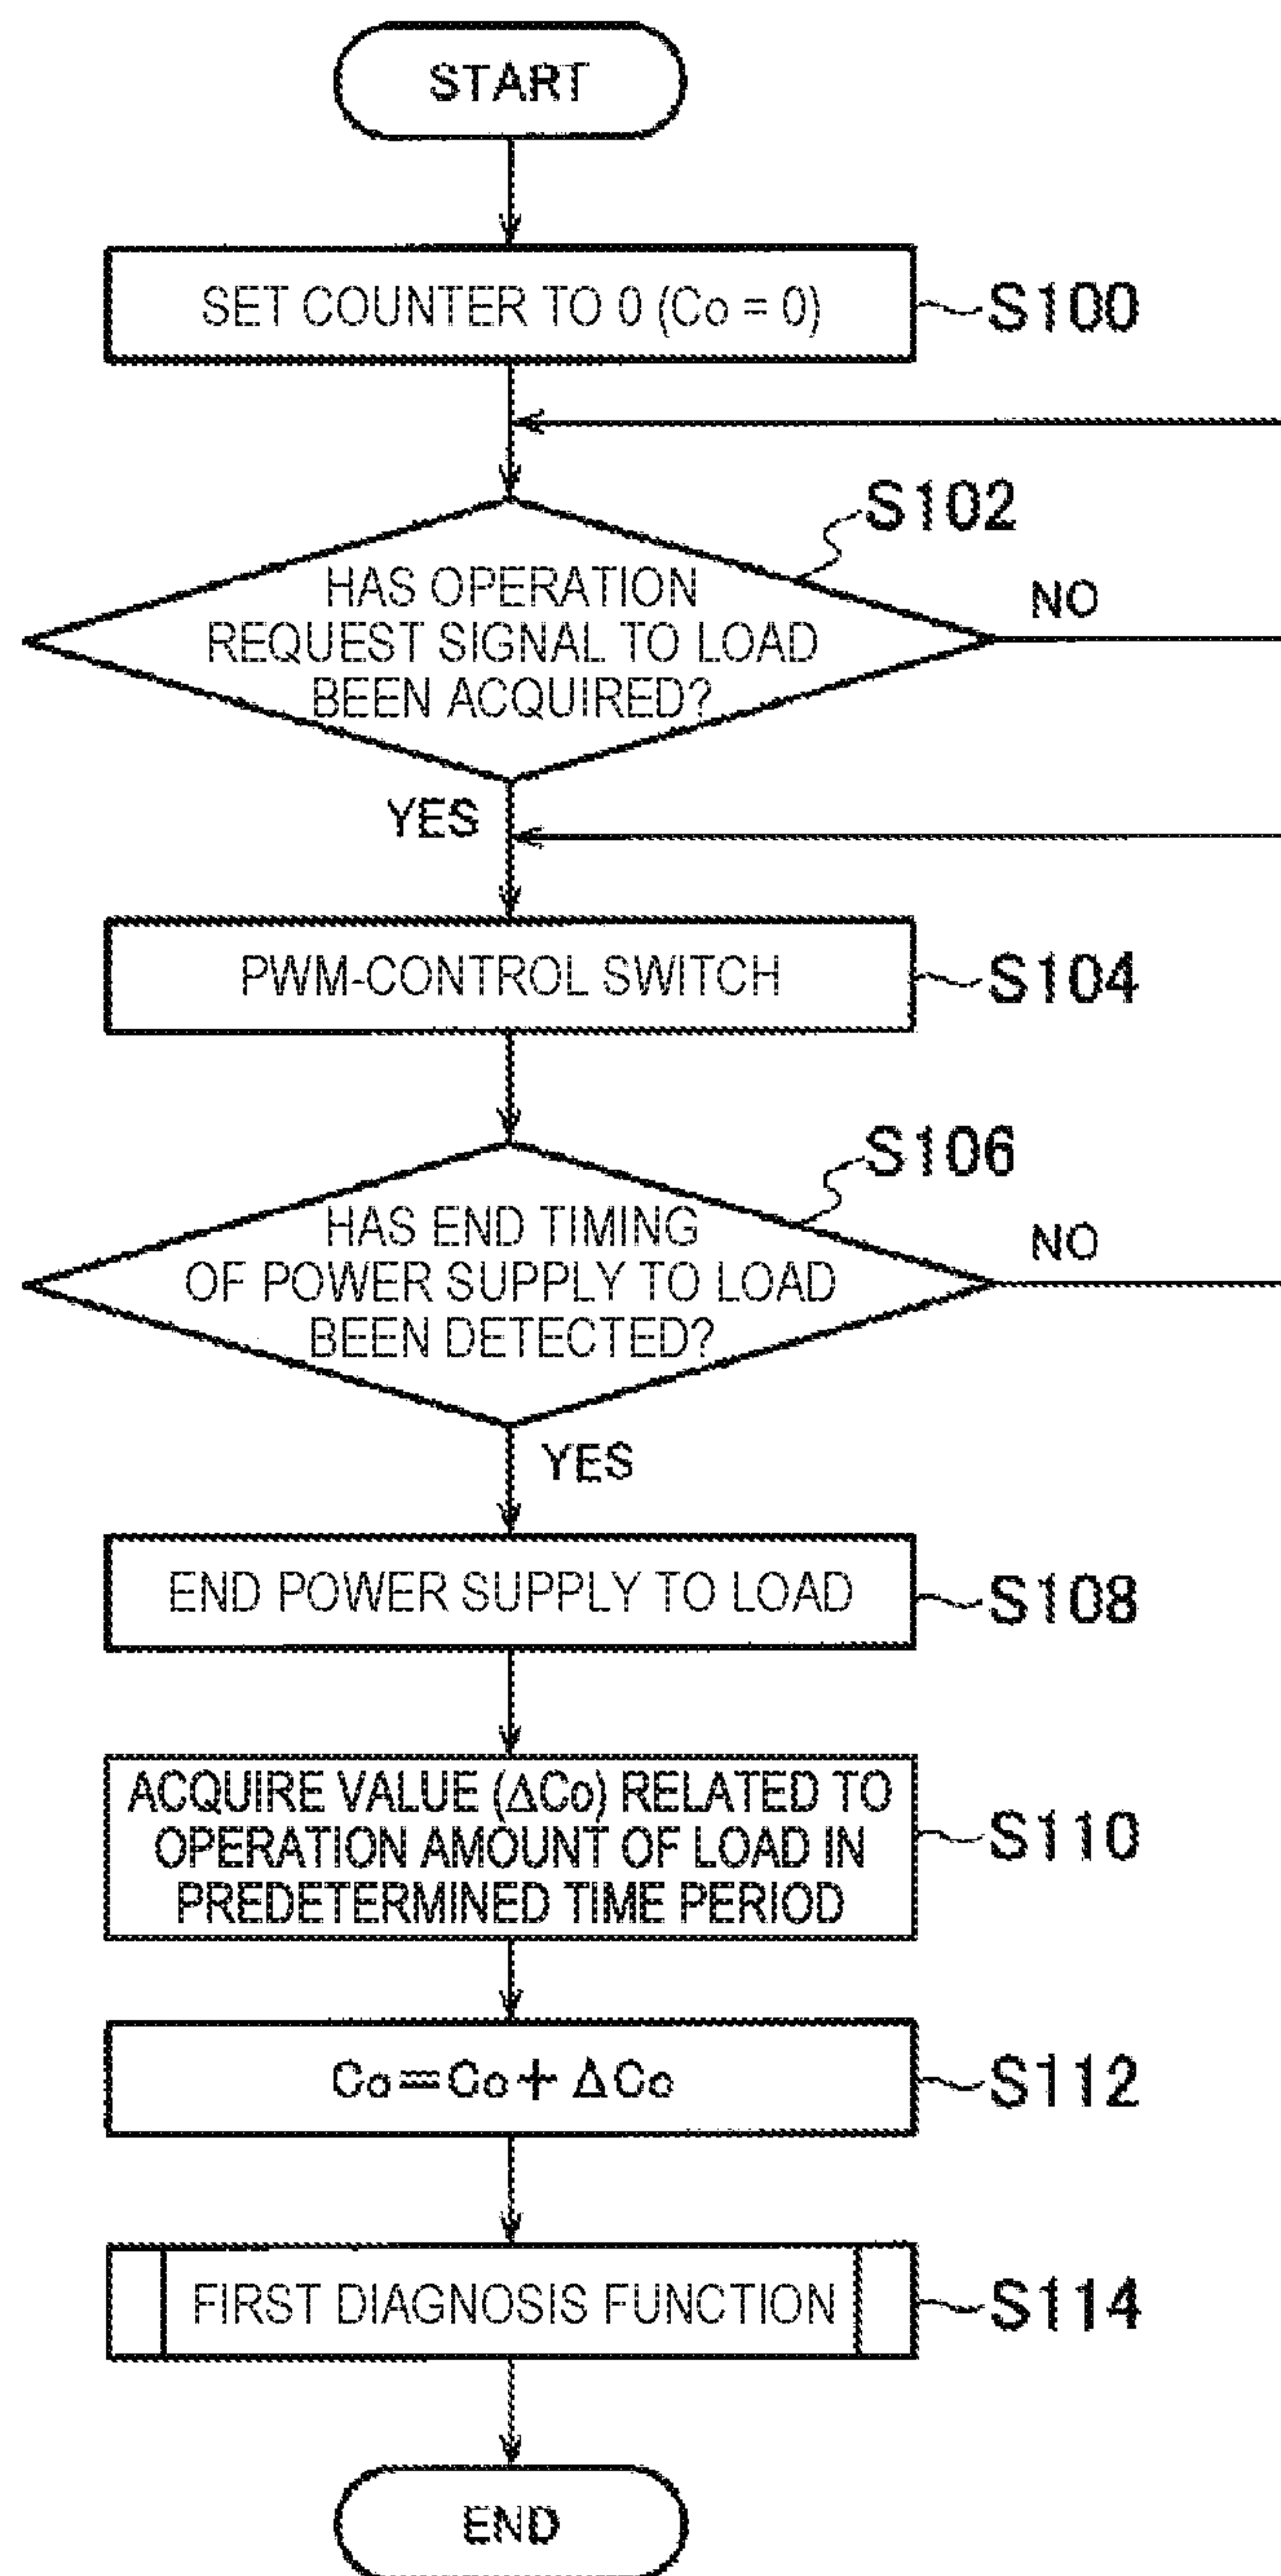 START
SET COUNTER TO 0 (Co = 0)
S100
S102
HAS OPERATION
REQUEST SIGNAL TO LOAD
BEEN ACQUIRED?
NO
YES
PWM-CONTROL SWITCH
S104
S106
HAS END TIMING
OF POWER SUPPLY TO LOAD
BEEN DETECTED?
NO
YES
END POWER SUPPLY TO LOAD
S108
ACQUIRE VALUE (ΔCo) RELATED TO
OPERATION AMOUNT OF LOAD IN
PREDETERMINED TIME PERIOD
S110
Co=Co+ ΔCo
S112
FIRST DIAGNOSIS FUNCTION
S114
END